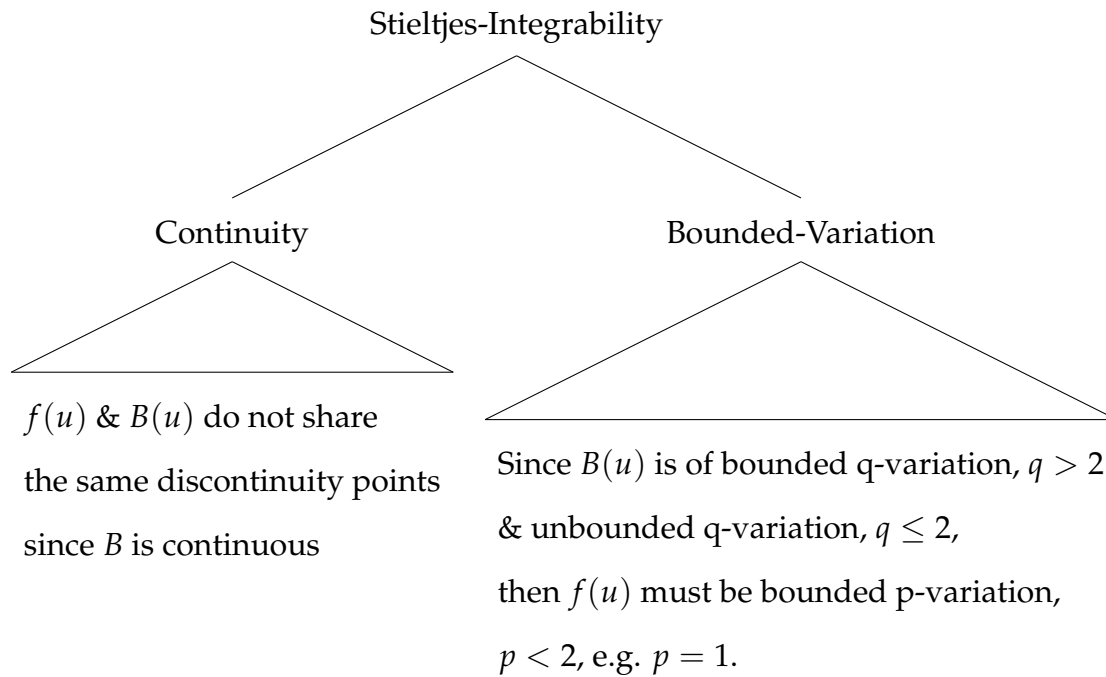 Stieltjes-Integrability
Continuity
Bounded-Variation
f(u) & B(u) do not share
the same discontinuity points
since B is continuous
Since B(u) is of bounded q-variation, q > 2
& unbounded q-variation, q ≤ 2,
then f(u) must be bounded p-variation,
p < 2, e.g. p = 1.